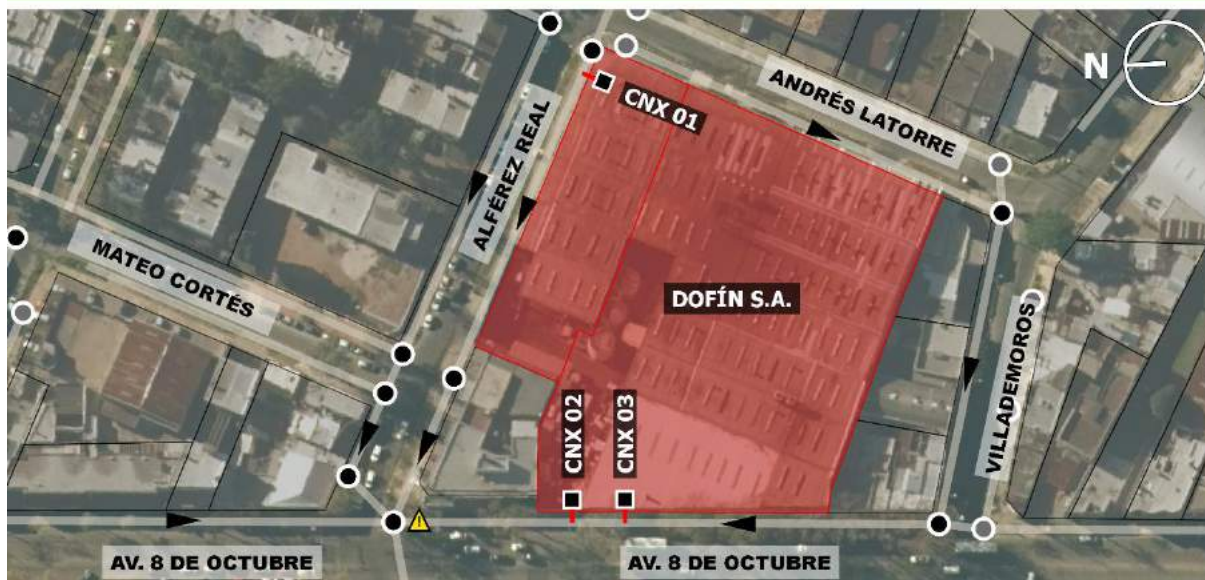 N
ANDRÉS LATORRE
CNX 01
ALFÉREZ REAL
MATEO CORTÉS
DOFÍN S.A.
VILLADEMOROS
CNX 02
CNX 03
AV. 8 DE OCTUBRE
AV. 8 DE OCTUBRE